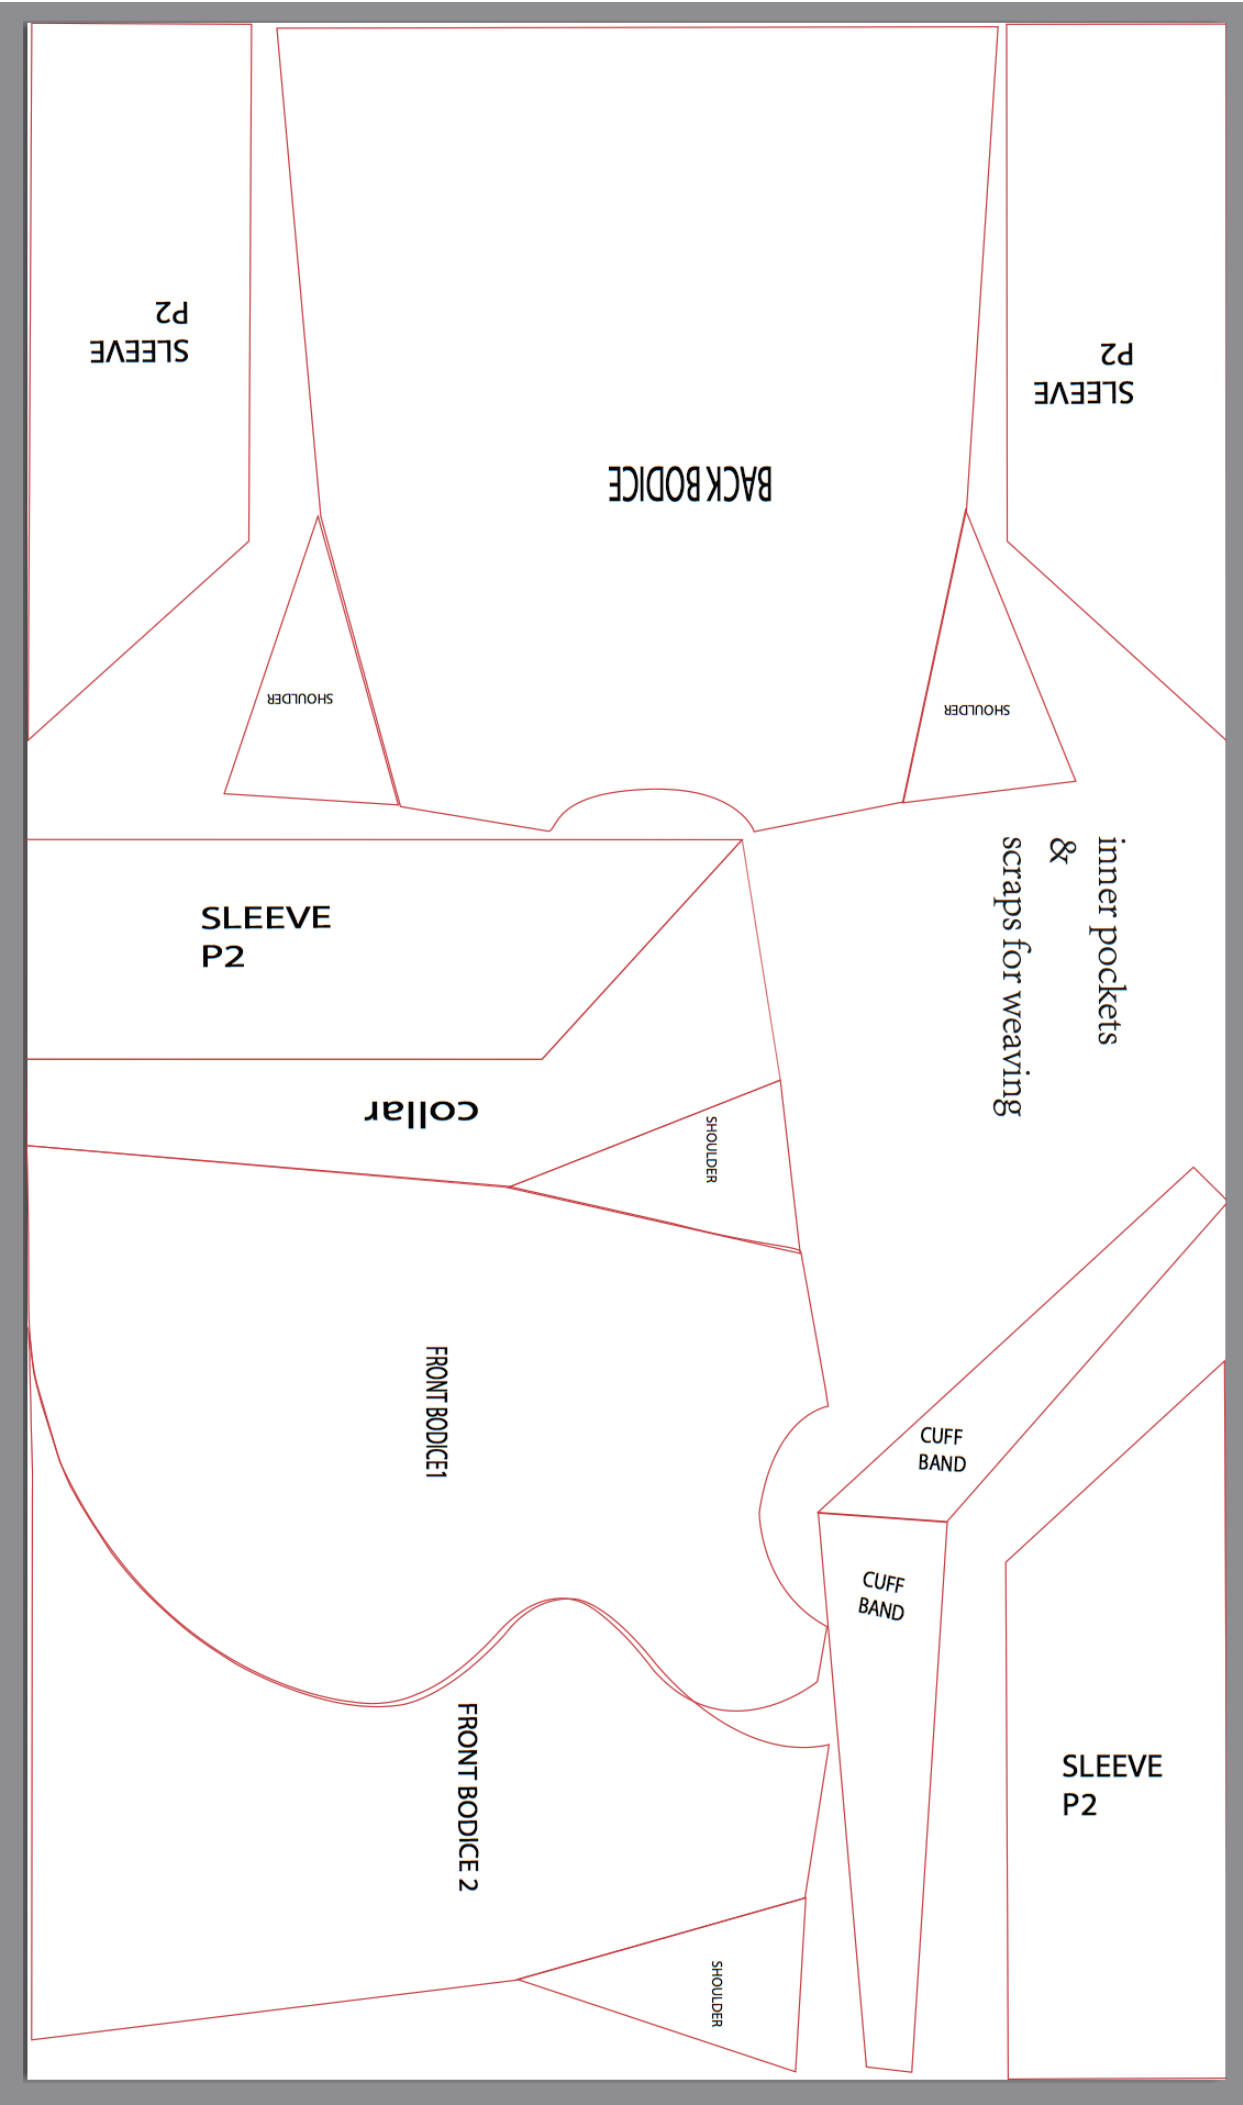 SLEEVE
P2
BACK BODICE
SLEEVE
P2
SHOULDER
SHOULDER
inner pockets
&
scraps for weaving
SLEEVE
P2
collar
SHOULDER
FRONT BODICE1
CUFF
BAND
CUFF
BAND
FRONT BODICE 2
SLEEVE
P2
SHOULDER